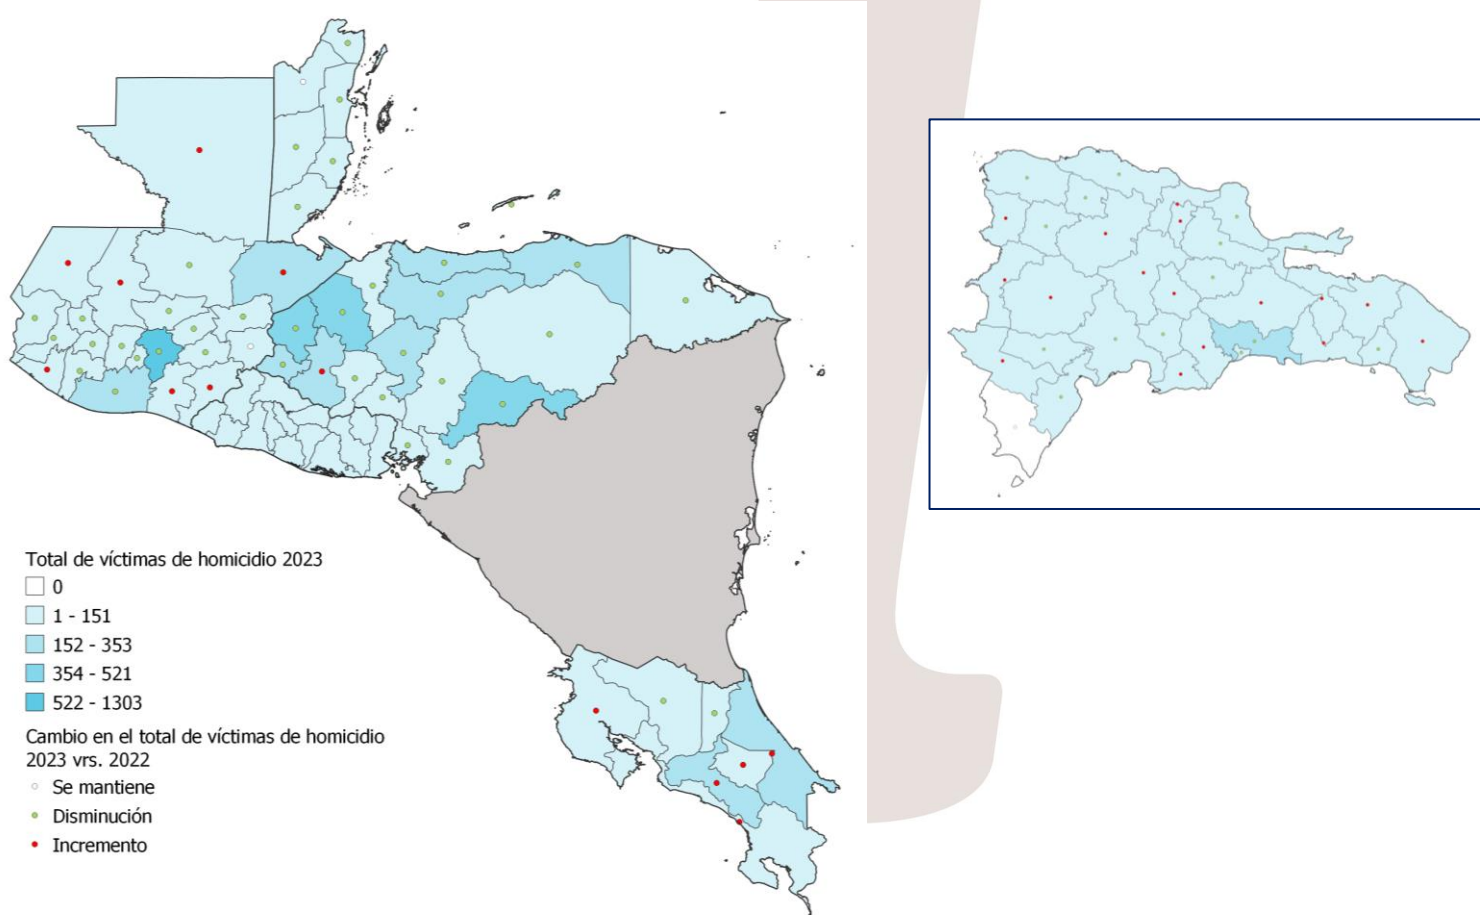 Total de víctimas de homicidio 2023
0
1 - 151
152 - 353
354 - 521
522 - 1303
Cambio en el total de víctimas de homicidio
2023 vrs. 2022
Se mantiene
Disminución
Incremento